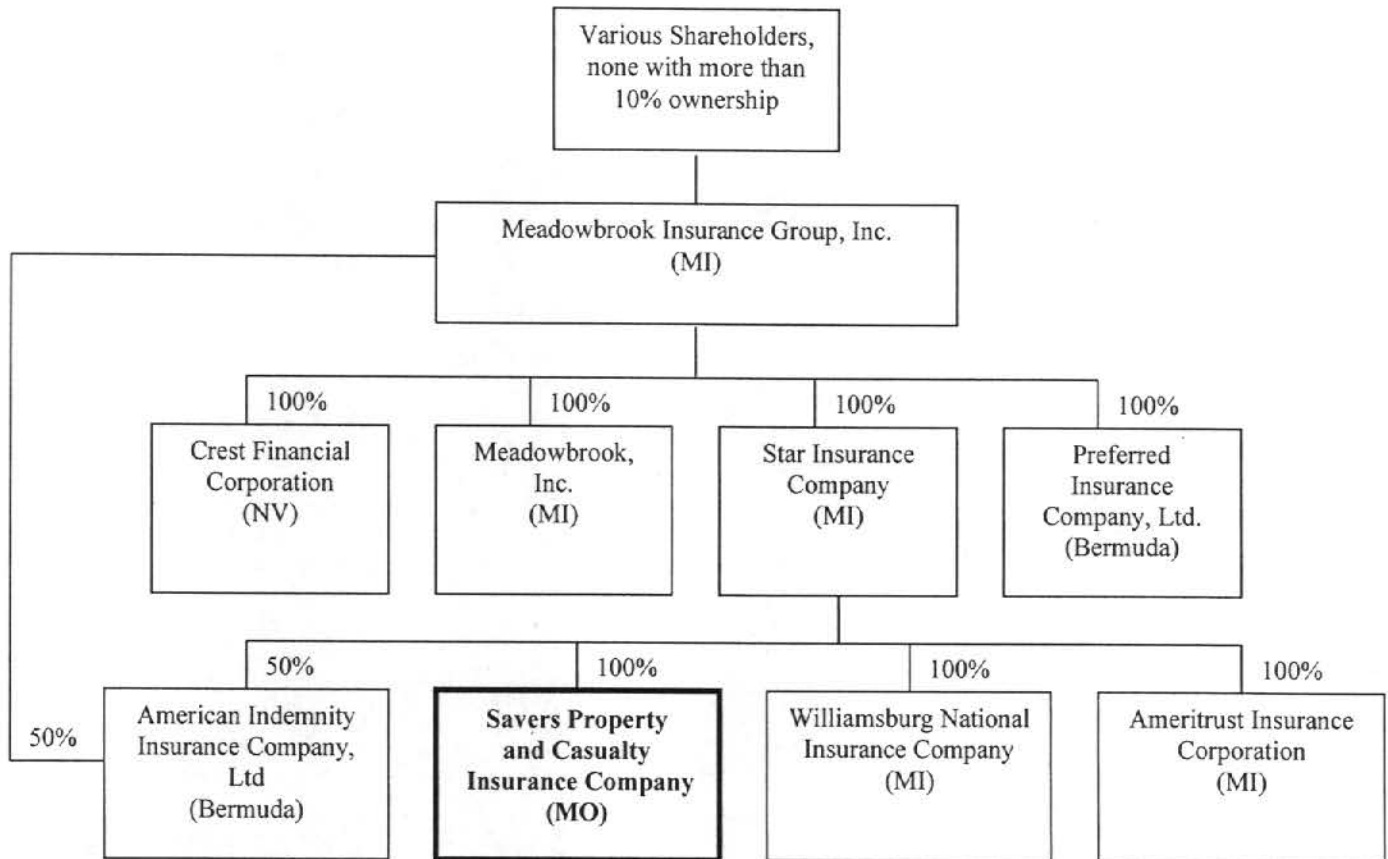 Various Shareholders,
none with more than
10% ownership
Meadowbrook Insurance Group, Inc.
(MI)
100%
100%
100%
100%
Crest Financial
Corporation
(NV)
Meadowbrook,
Inc.
(MI)
Star Insurance
Company
(MI)
Preferred
Insurance
Company, Ltd.
(Bermuda)
50%
50%
100%
100%
100%
American Indemnity
Insurance Company,
Ltd
(Bermuda)
Savers Property
and Casualty
Insurance Company
(MO)
Williamsburg National
Insurance Company
(MI)
Ameritrust Insurance
Corporation
(MI)